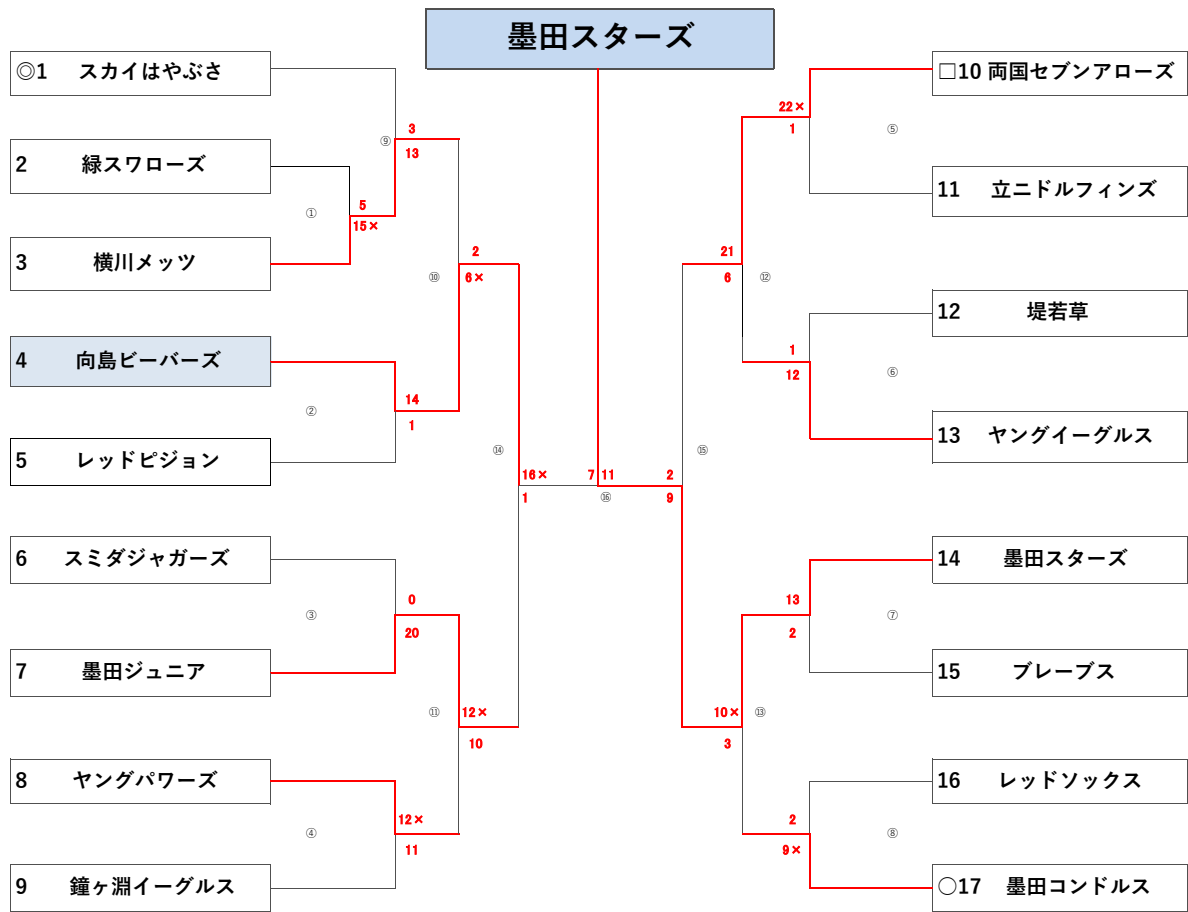 墨田スターズ
◎1 スカイはやぶさ
2 緑スワローズ
3 横川メッツ
4 向島ビーバーズ
5 レッドピジョン
6 スミダジャガーズ
7 墨田ジュニア
8 ヤングパワーズ
9 鐘ヶ淵イーグルス
①
5
15×
⑨
3
13
②
14
1
⑩
2
6×
③
0
20
④
12×
11
⑪
12×
10
⑭
16×
1
7
11
⑯
⑮
2
9
22×
1
⑤
21
6
⑫
1
12
⑥
13
2
⑦
10×
3
⑬
2
9×
⑧
□10 両国セブンアローズ
11 立ニドルフィンズ
12 堤若草
13 ヤングイーグルス
14 墨田スターズ
15 ブレーブス
16 レッドソックス
○17 墨田コンドルス